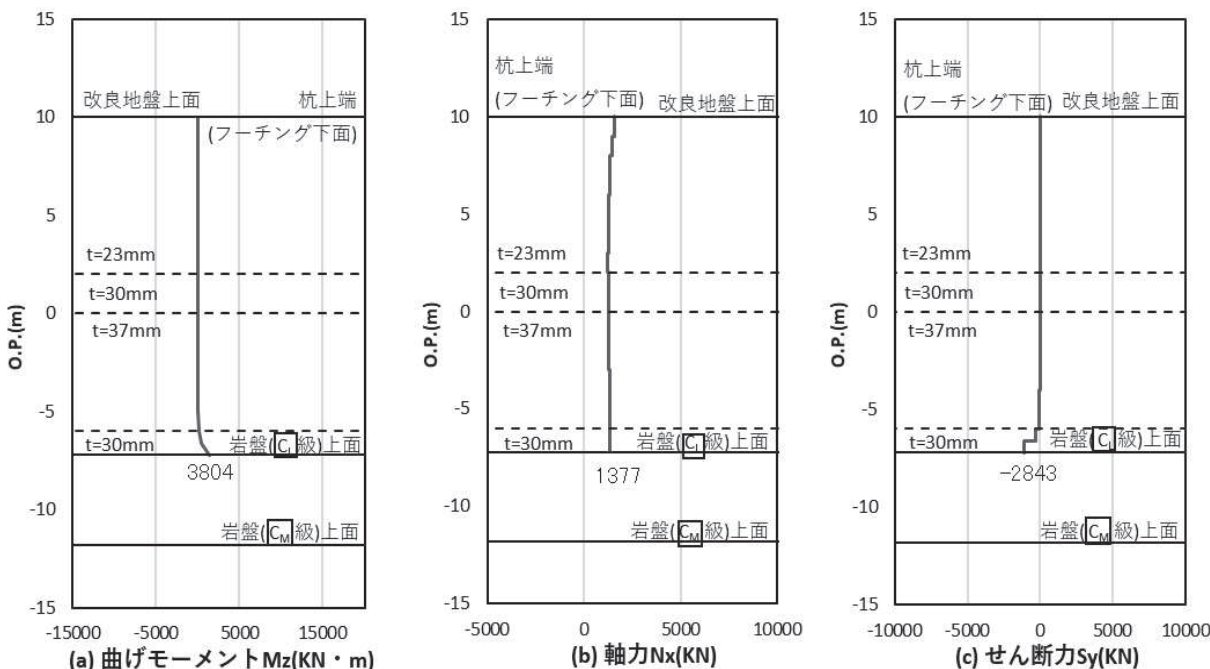 15
10
5
0
-5
-10
-15
O.P.(m)
改良地盤上面
杭上端
(フーチング下面)
t=23mm
t=30mm
t=37mm
t=30mm
岩盤(CL級)上面
3804
岩盤(CM級)上面
-15000
-5000
5000
15000
(a) 曲げモーメントMz(KN・m)
15
10
5
0
-5
-10
-15
O.P.(m)
杭上端
(フーチング下面)
改良地盤上面
t=23mm
t=30mm
t=37mm
t=30mm
岩盤(CL級)上面
1377
岩盤(CM級)上面
-5000
0
5000
10000
(b) 軸力Nx(KN)
15
10
5
0
-5
-10
-15
O.P.(m)
杭上端
(フーチング下面)
改良地盤上面
t=23mm
t=30mm
t=37mm
t=30mm
岩盤(CL級)上面
-2843
岩盤(CM級)上面
-10000
-5000
0
5000
10000
(c) せん断力Sy(KN)